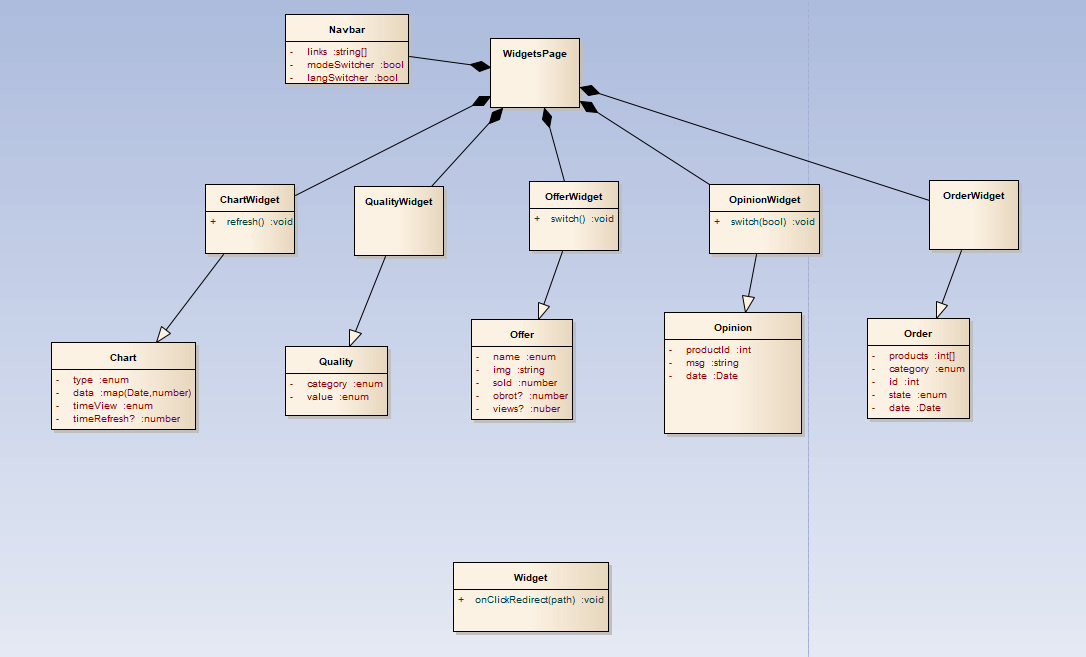 Navbar
- links :string[]
- modeSwitcher :bool
- langSwitcher :bool
WidgetsPage
ChartWidget
+ refresh() :void
QualityWidget
OfferWidget
+ switch() :void
OpinionWidget
+ switch(bool) :void
OrderWidget
Chart
- type :enum
- data :map(Date,number)
- timeView :enum
- timeRefresh? :number
Quality
- category :enum
- value :enum
Offer
- name :enum
- img :string
- sold :number
- obrot? :number
- views? :nuber
Opinion
- productId :int
- msg :string
- date :Date
Order
- products :int[]
- category :enum
- id :int
- state :enum
- date :Date
Widget
+ onClickRedirect(path) :void